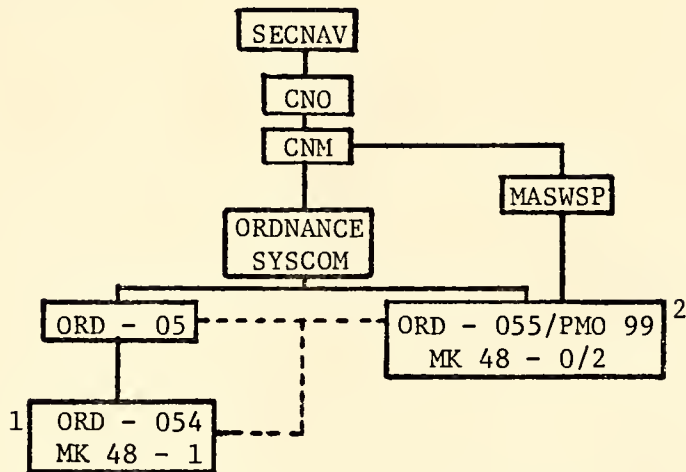 SECNAV
CNO
CNM
MASWSP
ORDNANCE
SYSCOM
ORD - 05
ORD - 055/PMO 99 2
MK 48 - 0/2
1 ORD - 054
MK 48 - 1